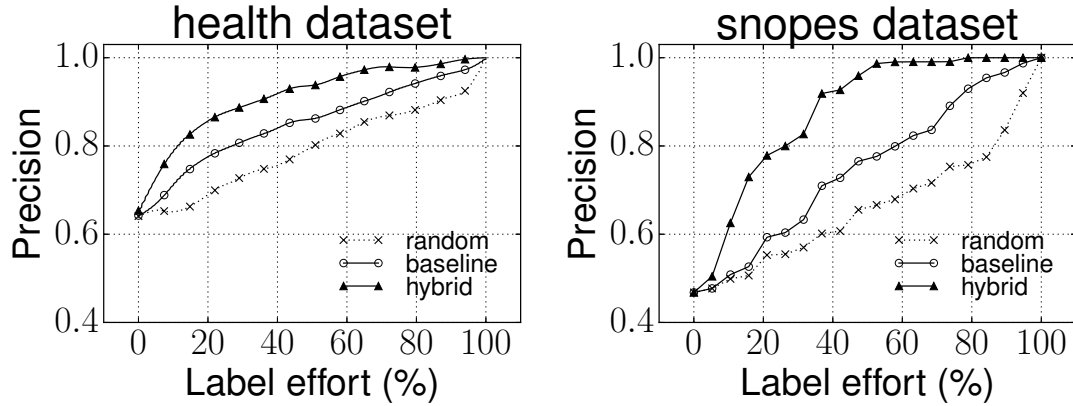 health dataset
1.0
0.8
0.6
0.4
Precision
random
baseline
hybrid
0 20 40 60 80 100
Label effort (%)
snopes dataset
1.0
0.8
0.6
0.4
Precision
random
baseline
hybrid
0 20 40 60 80 100
Label effort (%)